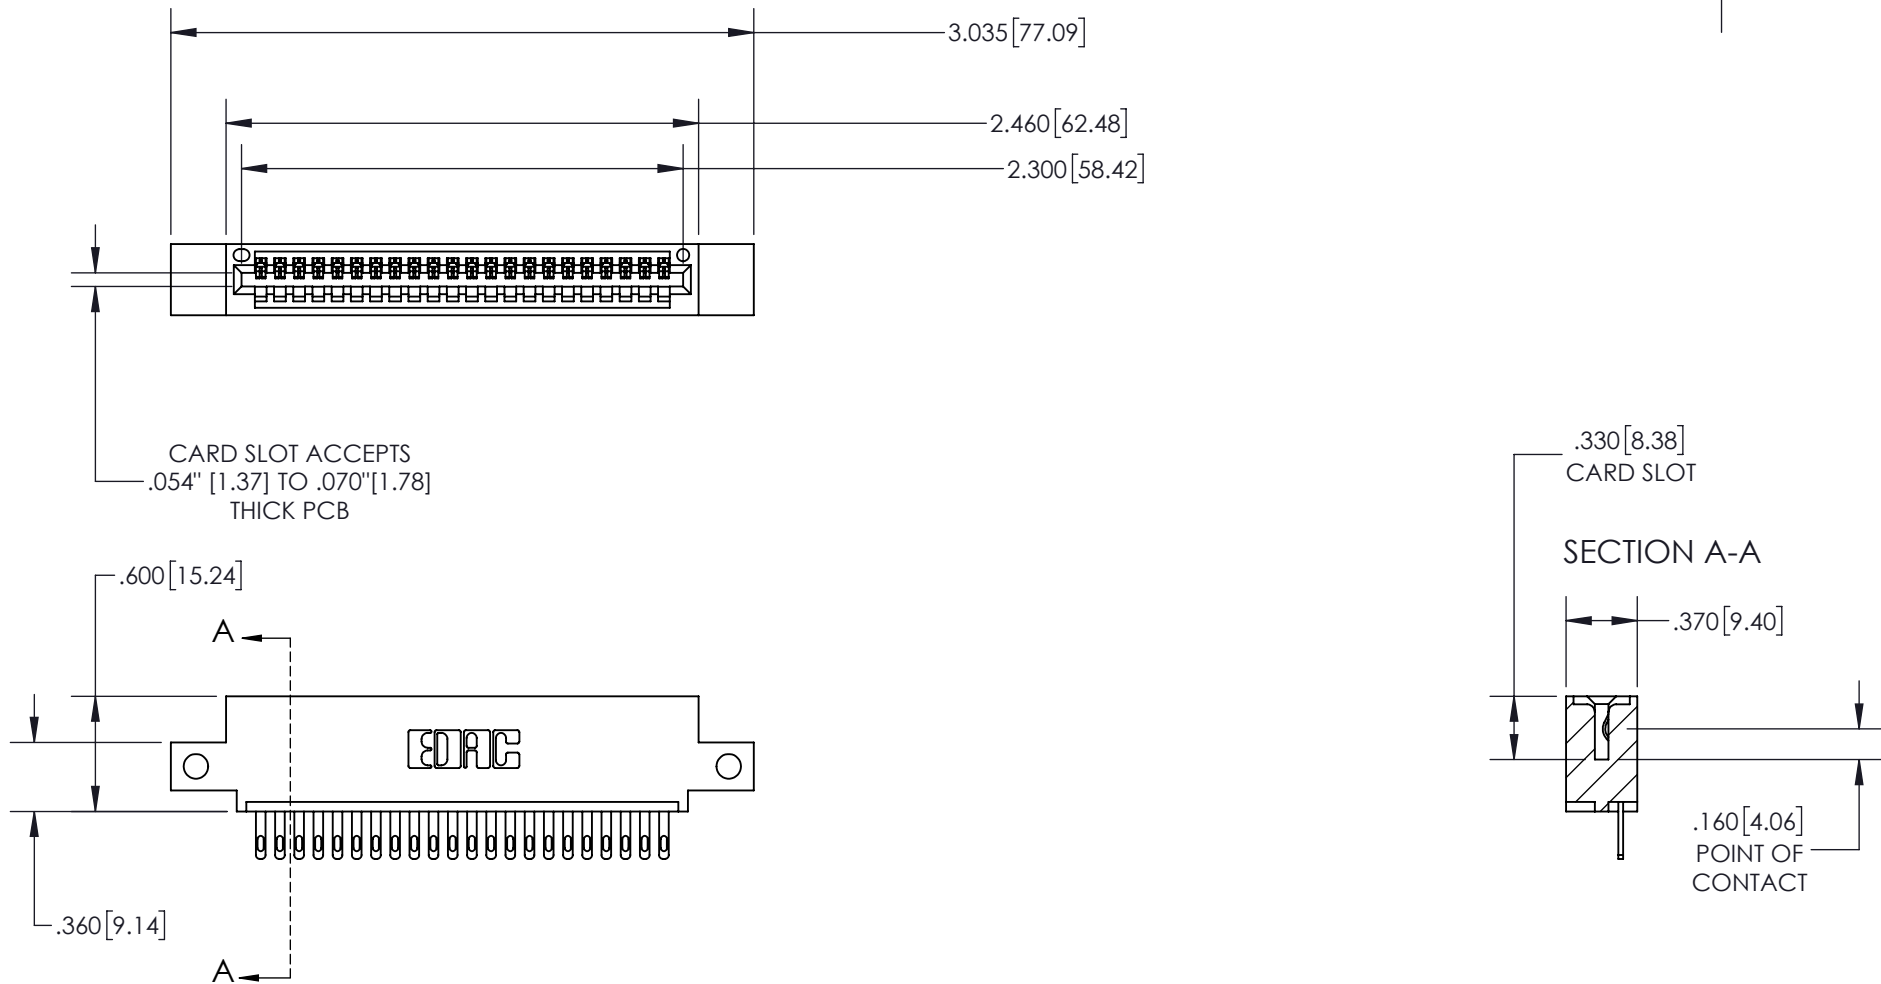 3.035[77.09]
2.460[62.48]
2.300[58.42]
CARD SLOT ACCEPTS
.054" [1.37] TO .070"[1.78]
THICK PCB
.330[8.38]
CARD SLOT
SECTION A-A
.600[15.24]
.370[9.40]
A
EDAC
.160[4.06]
POINT OF
CONTACT
.360[9.14]
A